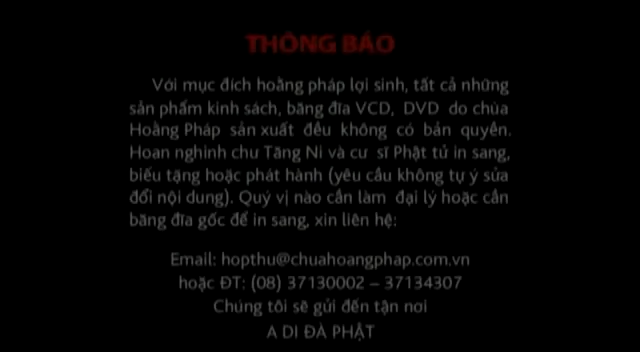 THÔNG BÁO
Với mục đích hoằng pháp lợi sinh, tất cả những
sản phẩm kinh sách, băng đĩa VCD, DVD do chùa
Hoằng Pháp sản xuất đều không có bản quyền.
Hoan nghinh chư Tăng Ni và cư sĩ Phật tử in sang,
biếu tặng hoặc phát hành (yêu cầu không tự ý sửa
đổi nội dung). Quý vị nào cần làm đại lý hoặc cần
băng đĩa gốc để in sang, xin liên hệ:
Email: hopthu@chuahoangphap.com.vn
hoặc ĐT: (08) 37130002 – 37134307
Chúng tôi sẽ gửi đến tận nơi
A DI ĐÀ PHẬT